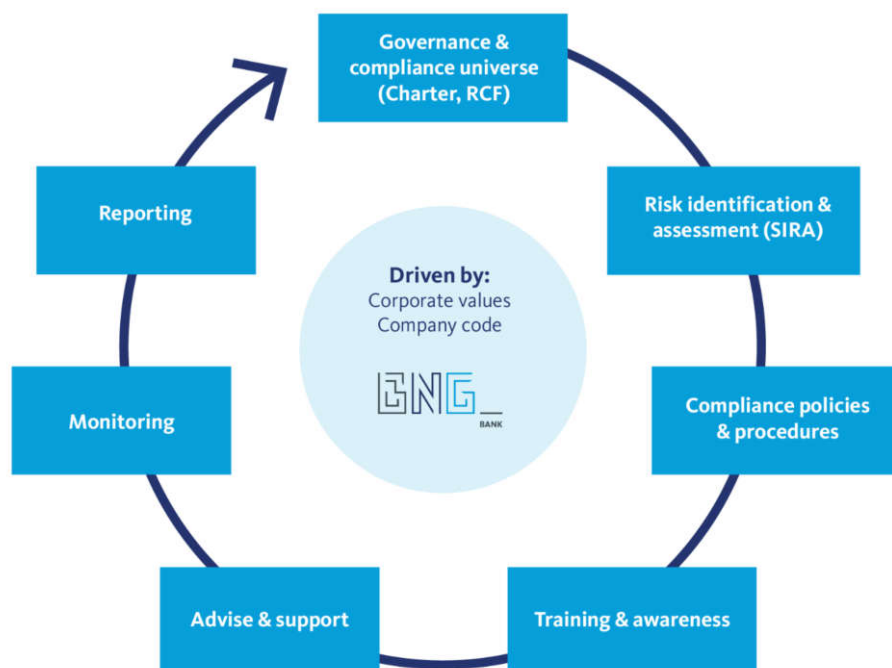 Governance &
compliance universe
(Charter, RCF)
Risk identification &
assessment (SIRA)
Compliance policies
& procedures
Training & awareness
Advise & support
Monitoring
Reporting
Driven by:
Corporate values
Company code
BNG_
BANK